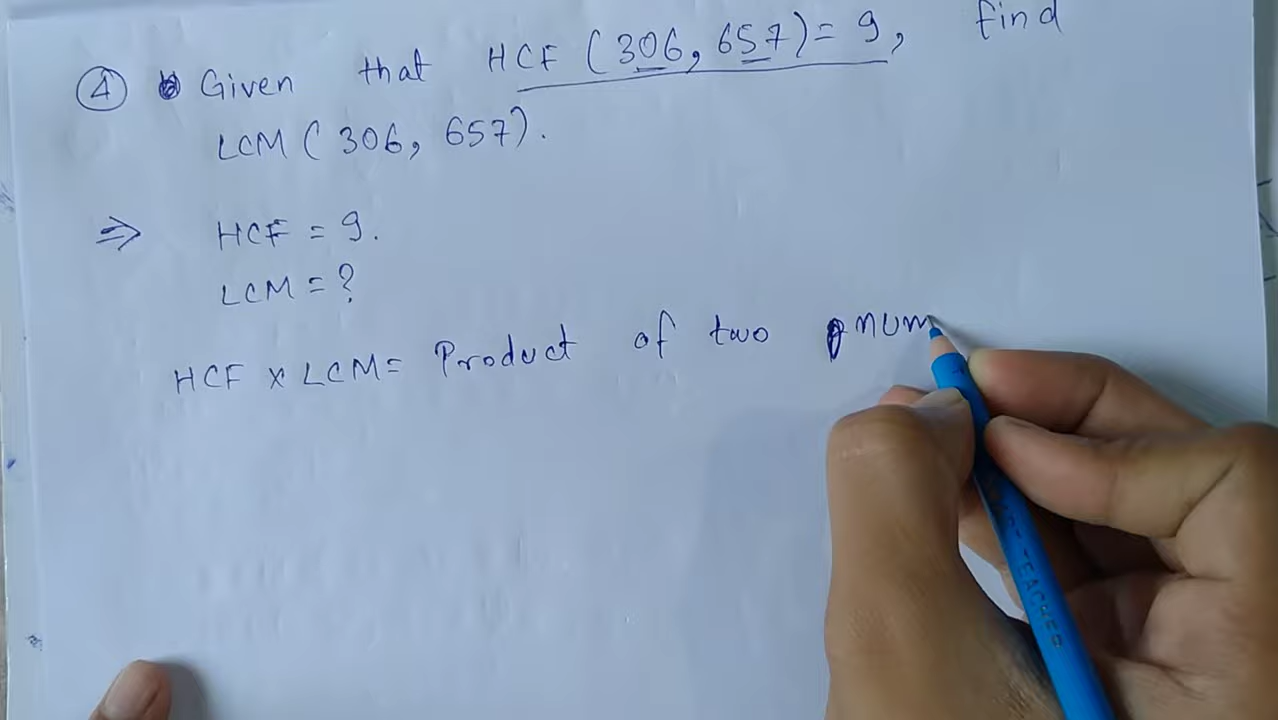 ④ Given that HCF (306, 657) = 9, find
LCM (306, 657).
⇒ HCF = 9.
LCM = ?
HCF x LCM = Product of two num